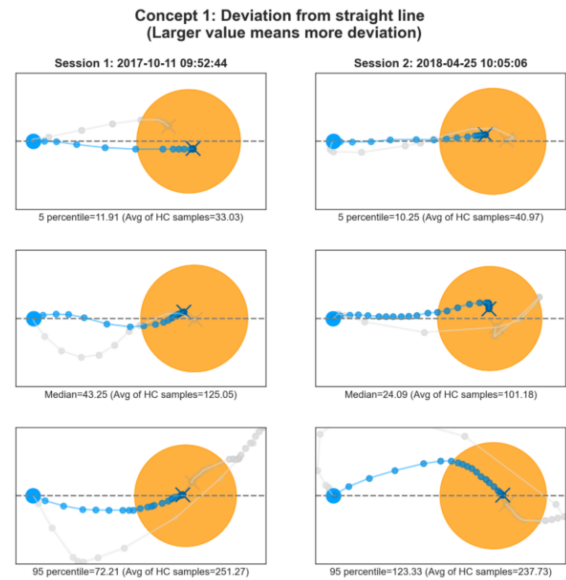 Concept 1: Deviation from straight line
(Larger value means more deviation)
Session 1: 2017-10-11 09:52:44
Session 2: 2018-04-25 10:05:06
5 percentile=11.91 (Avg of HC samples=33.03)
5 percentile=10.25 (Avg of HC samples=40.97)
Median=43.25 (Avg of HC samples=125.05)
Median=24.09 (Avg of HC samples=101.18)
95 percentile=72.21 (Avg of HC samples=251.27)
95 percentile=123.33 (Avg of HC samples=237.73)